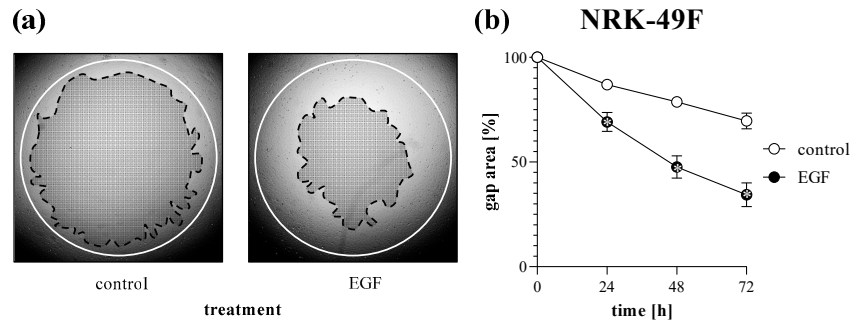 (a)
control
EGF
treatment
(b)
NRK-49F
gap area [%]
100
50
0
0
24
48
72
time [h]
control
EGF